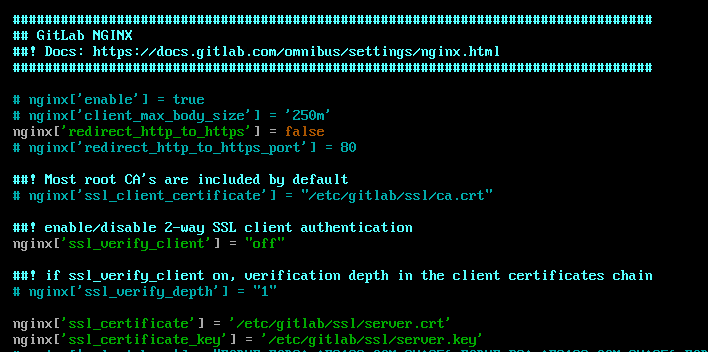 ################################################################################
## GitLab NGINX
##! Docs: https://docs.gitlab.com/omnibus/settings/nginx.html
################################################################################
# nginx['enable'] = true
# nginx['client_max_body_size'] = '250m'
nginx['redirect_http_to_https'] = false
# nginx['redirect_http_to_https_port'] = 80
##! Most root CA's are included by default
# nginx['ssl_client_certificate'] = "/etc/gitlab/ssl/ca.crt"
##! enable/disable 2-way SSL client authentication
nginx['ssl_verify_client'] = "off"
##! if ssl_verify_client on, verification depth in the client certificates chain
# nginx['ssl_verify_depth'] = "1"
nginx['ssl_certificate'] = '/etc/gitlab/ssl/server.crt'
nginx['ssl_certificate_key'] = '/etc/gitlab/ssl/server.key'